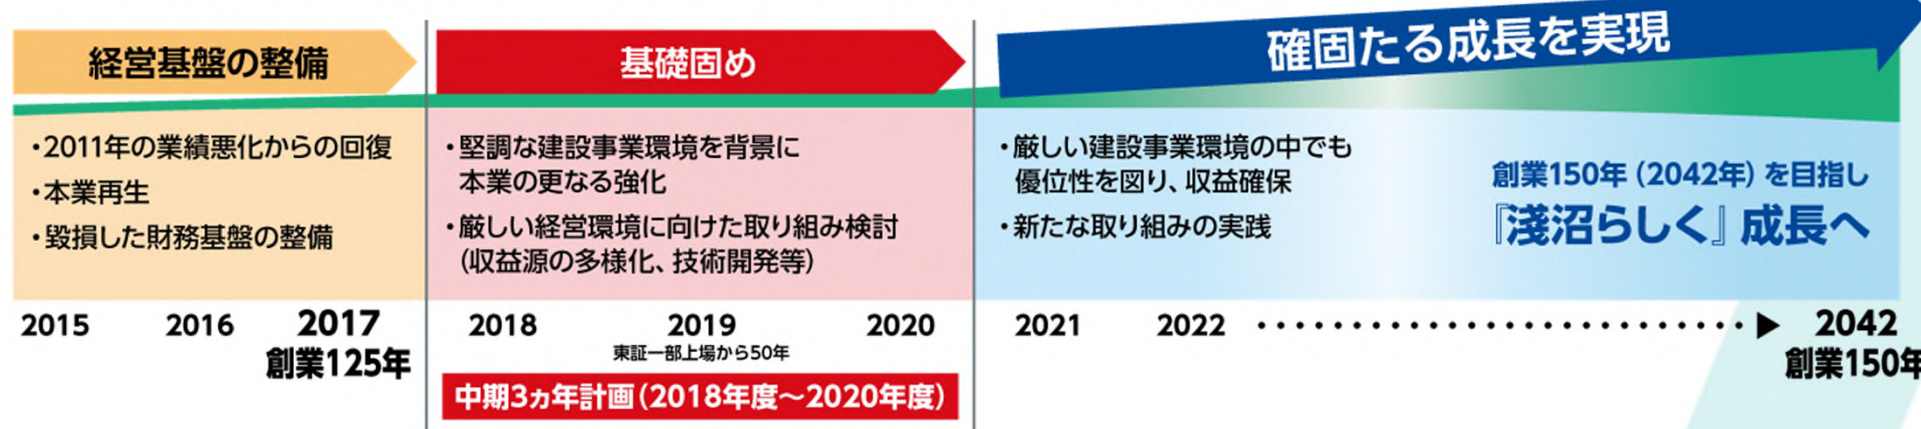 経営基盤の整備
・2011年の業績悪化からの回復
・本業再生
・毀損した財務基盤の整備
2015
2016
2017
創業125年
基礎固め
・堅調な建設事業環境を背景に
本業の更なる強化
・厳しい経営環境に向けた取り組み検討
(収益源の多様化、技術開発等)
2018
2019
東証一部上場から50年
2020
中期3ヵ年計画(2018年度〜2020年度)
確固たる成長を実現
・厳しい建設事業環境の中でも
優位性を図り、収益確保
・新たな取り組みの実践
創業150年(2042年)を目指し
『淺沼らしく』成長へ
2021
2022
2042
創業150年